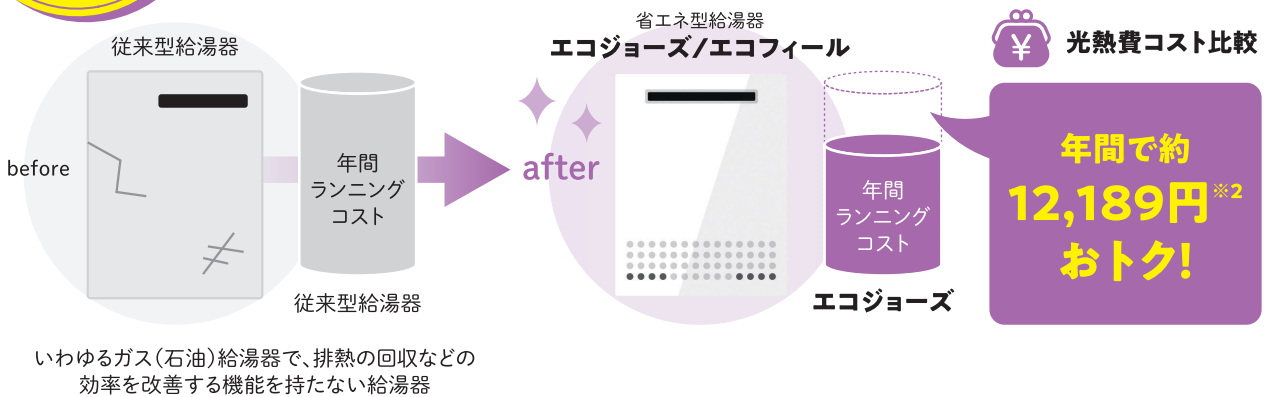 従来型給湯器
before
年間
ランニング
コスト
従来型給湯器
いわゆるガス（石油）給湯器で、排熱の回収などの
効率を改善する機能を持たない給湯器
省エネ型給湯器
エコジョーズ/エコフィール
after
年間
ランニング
コスト
エコジョーズ
¥
光熱費コスト比較
年間で約
12,189円※2
おトク!